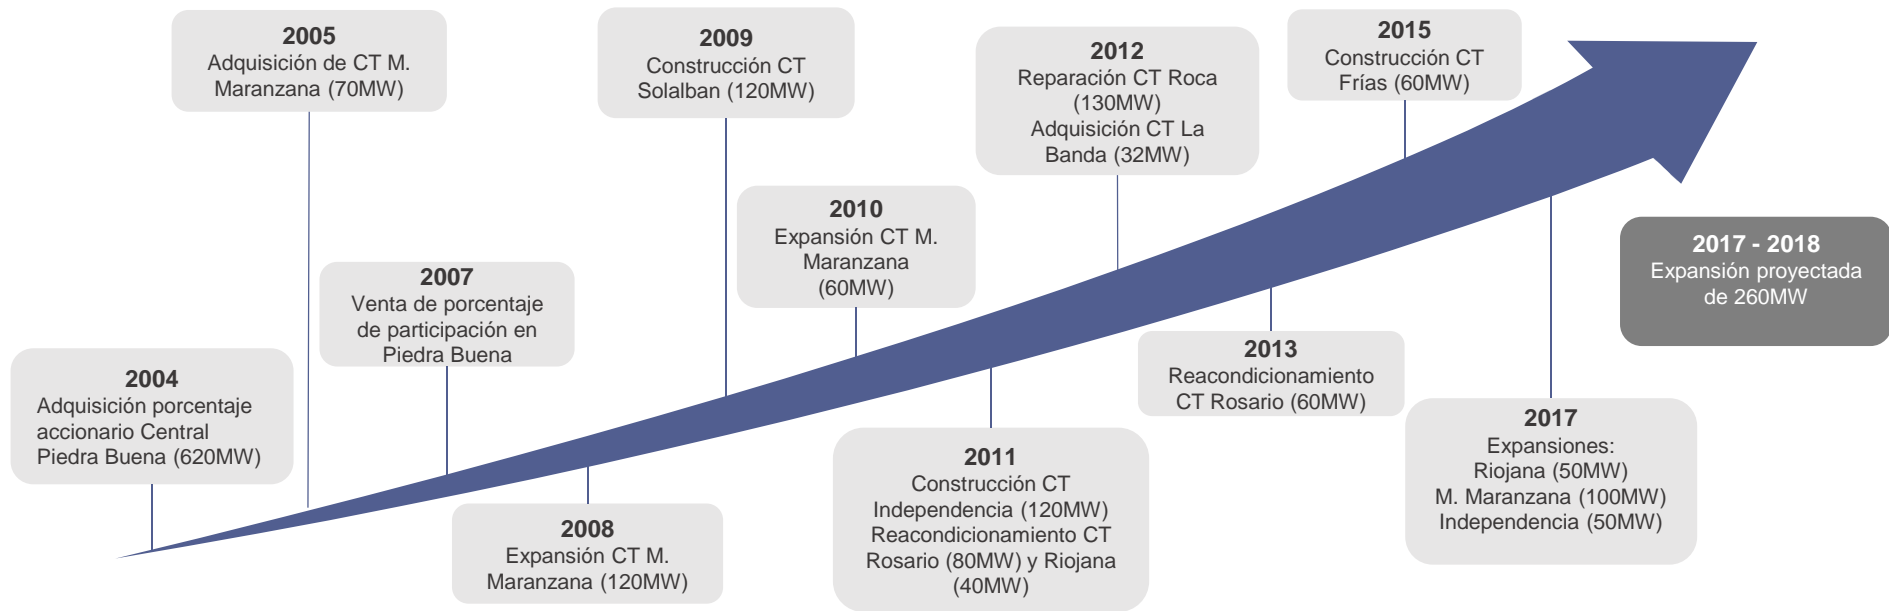 2004
Adquisición porcentaje
accionario Central
Piedra Buena (620MW)
2005
Adquisición de CT M.
Maranzana (70MW)
2007
Venta de porcentaje
de participación en
Piedra Buena
2008
Expansión CT M.
Maranzana (120MW)
2009
Construcción CT
Solalban (120MW)
2010
Expansión CT M.
Maranzana
(60MW)
2011
Construcción CT
Independencia (120MW)
Reacondicionamiento CT
Rosario (80MW) y Riojana
(40MW)
2012
Reparación CT Roca
(130MW)
Adquisición CT La
Banda (32MW)
2013
Reacondicionamiento
CT Rosario (60MW)
2015
Construcción CT
Frías (60MW)
2017
Expansiones:
Riojana (50MW)
M. Maranzana (100MW)
Independencia (50MW)
2017 - 2018
Expansión proyectada
de 260MW